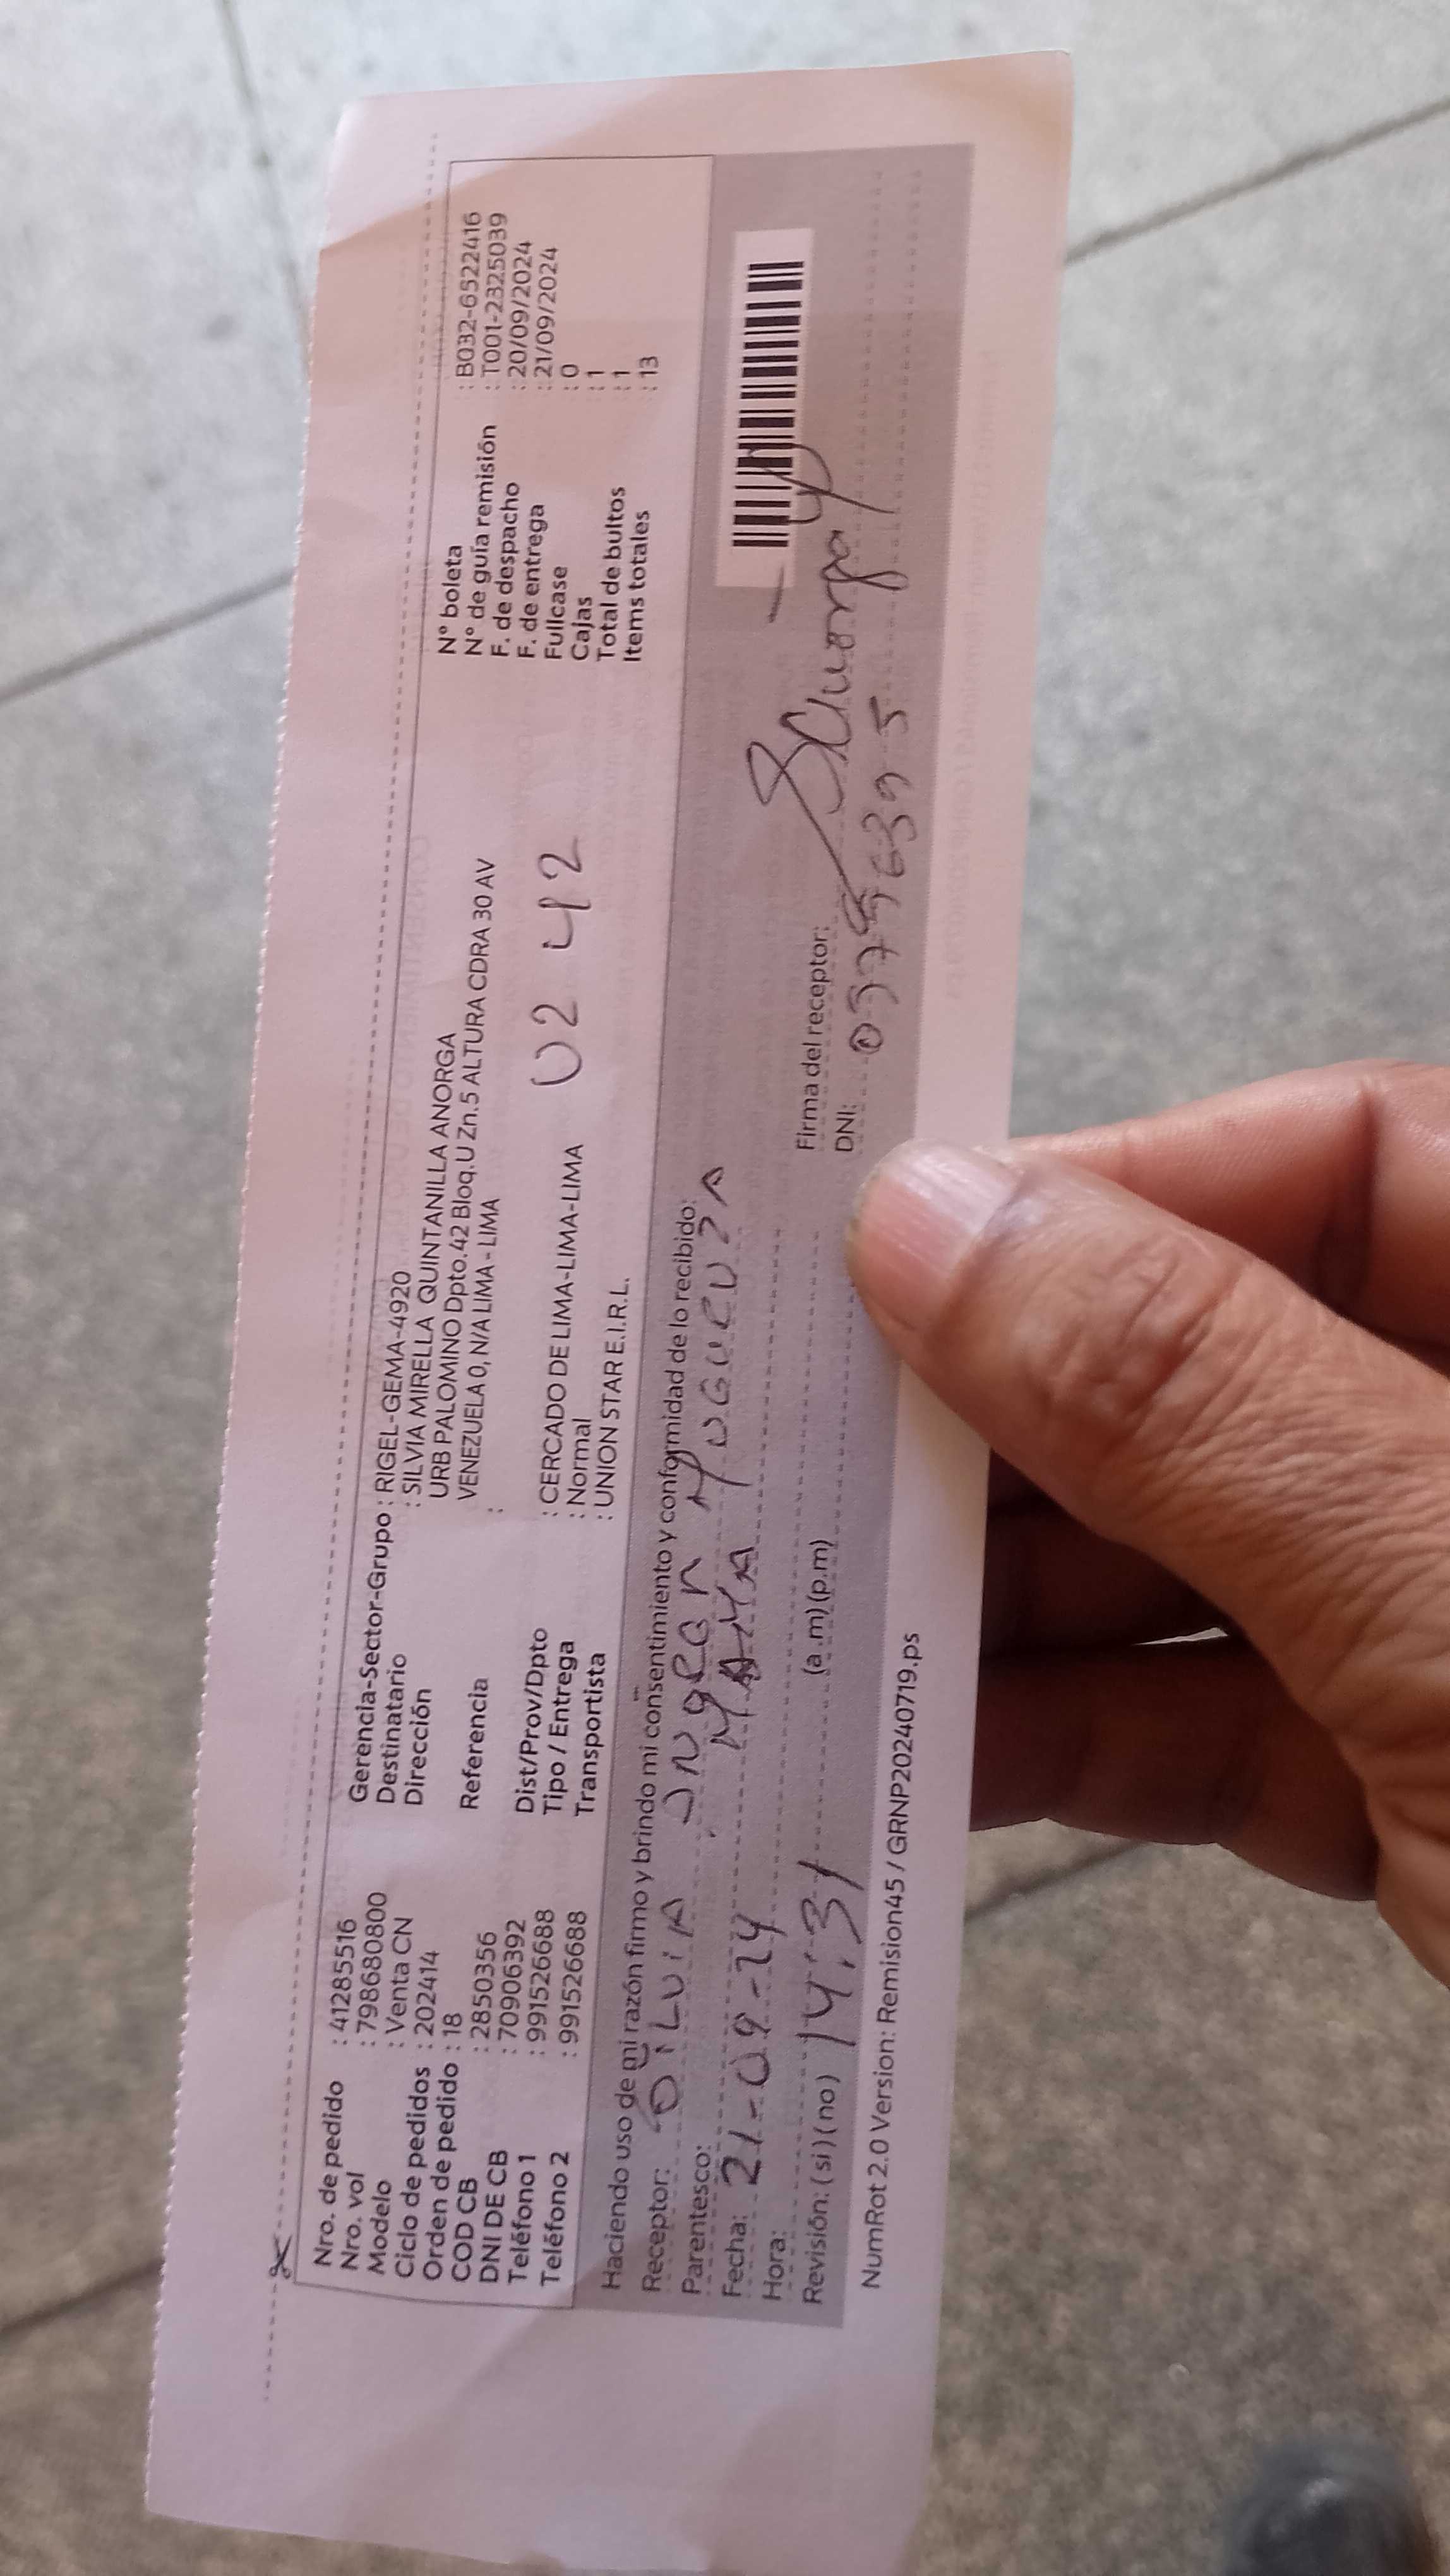 Nro. de pedido : 41285516
Nro. vol : 798680800
Modelo : Venta CN
Ciclo de pedidos : 202414
Orden de pedido : 18
COD CB : 2850356
DNI DE CB : 70906392
Teléfono 1 : 991526688
Teléfono 2 : 991526688
Gerencia-Sector-Grupo : RIGEL-GEMA-4920
Destinatario : SILVIA MIRELLA QUINTANILLA ANORGA
Dirección URB PALOMINO Dpto.42 Bloq.U Zn.5 ALTURA CDRA 30 AV
VENEZUELA 0, N/A LIMA - LIMA
Referencia :
Dist/Prov/Dpto : CERCADO DE LIMA-LIMA-LIMA
Tipo / Entrega : Normal
Transportista : UNION STAR E.I.R.L.
U2 42
N° boleta : B032-6522416
N° de guía remisión : T001-2325039
F. de despacho : 20/09/2024
F. de entrega : 21/09/2024
Fullcase : 0
Cajas : 1
Total de bultos : 1
Items totales : 13
Haciendo uso de mi razón firmo y brindo mi consentimiento y conformidad de lo recibido:
Receptor:
Parentesco: MAMA
Fecha: 21-09-24
Hora: 14:31 (a.m)(p.m)
Revisión: (si)(no)
Firma del receptor:
DNI:
NumRot 2.0 Version: Remision45 / GRNP20240719.ps